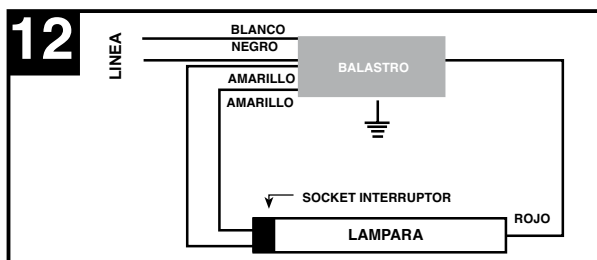 12
LINEA
BLANCO
NEGRO
BALASTRO
AMARILLO
AMARILLO
SOCKET INTERRUPTOR
ROJO
LAMPARA